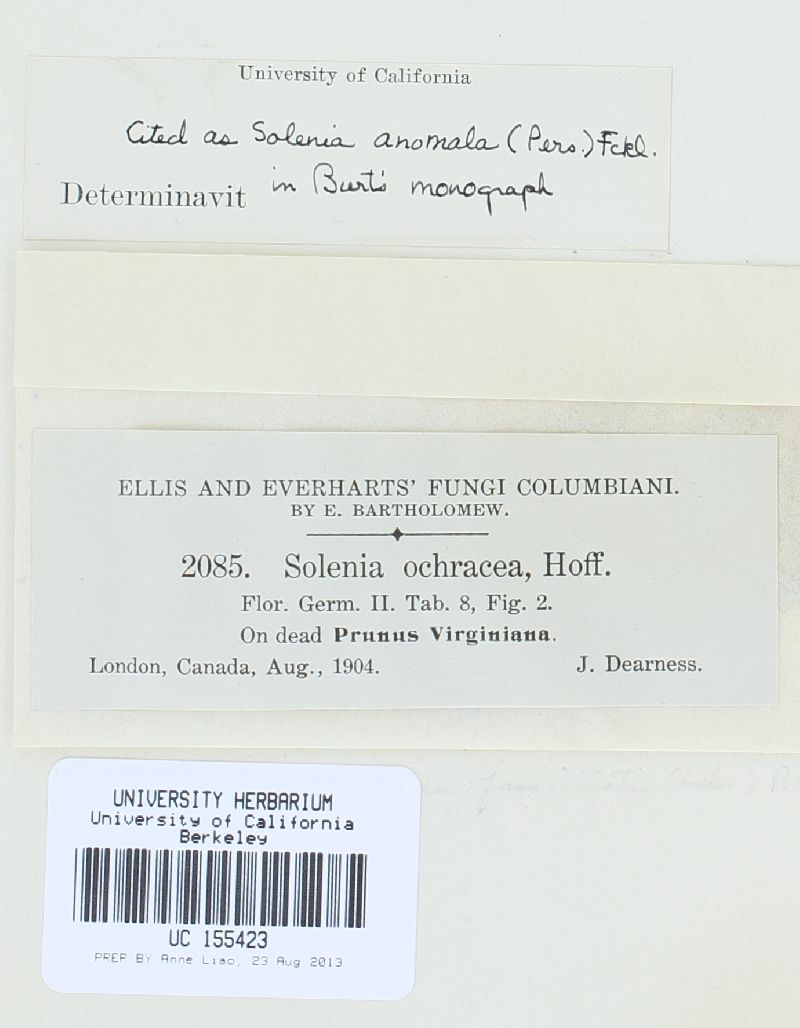 University of California
Cited as Solenia anomala (Pers.) Fckl.
Determinavit in Burt's monograph
ELLIS AND EVERHARTS' FUNGI COLUMBIANI.
BY E. BARTHOLOMEW.
2085. Solenia ochracea, Hoff.
Flor. Germ. II. Tab. 8, Fig. 2.
On dead Prunus Virginiana.
London, Canada, Aug., 1904. J. Dearness.
UNIVERSITY HERBARIUM
University of California
Berkeley
UC 155423
PREP BY Anne Liao, 23 Aug 2013